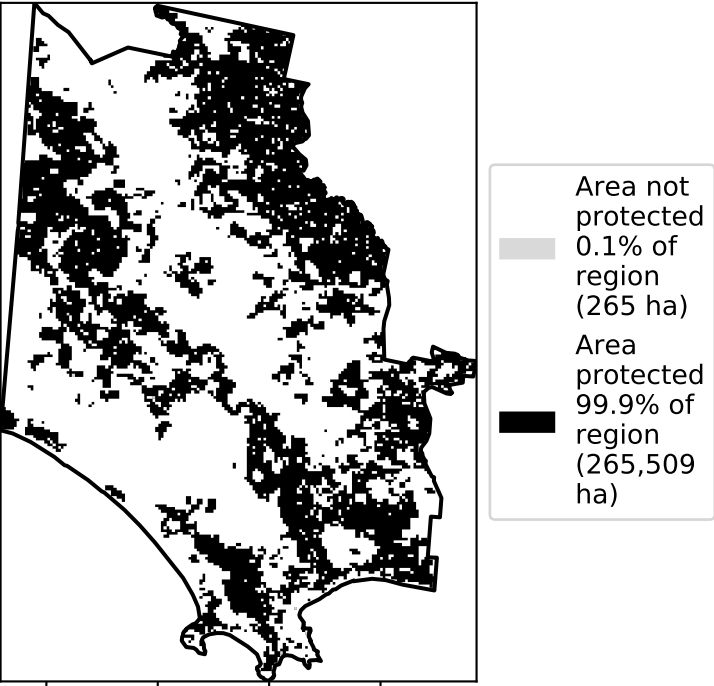 Area not
protected
0.1% of
region
(265 ha)
Area
protected
99.9% of
region
(265,509
ha)